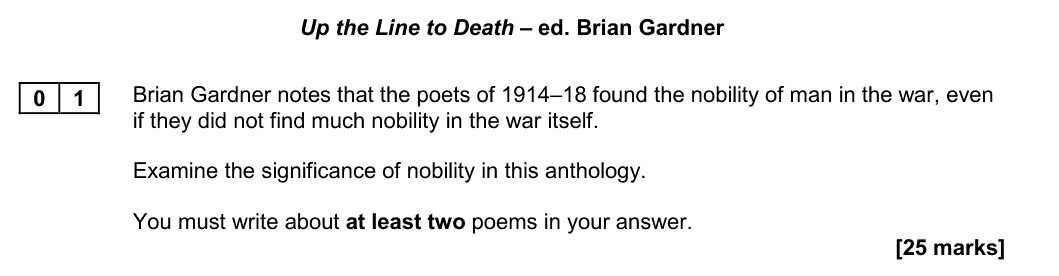 Up the Line to Death – ed. Brian Gardner
0 1 Brian Gardner notes that the poets of 1914–18 found the nobility of man in the war, even
if they did not find much nobility in the war itself.
Examine the significance of nobility in this anthology.
You must write about at least two poems in your answer.
[25 marks]